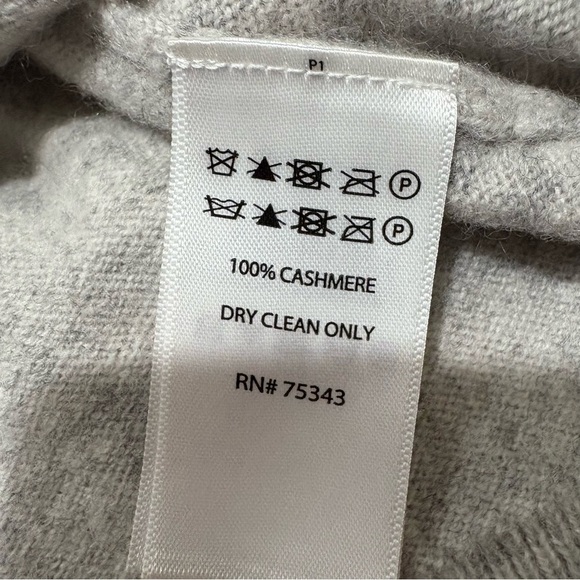 P1
P
P
100% CASHMERE
DRY CLEAN ONLY
RN# 75343